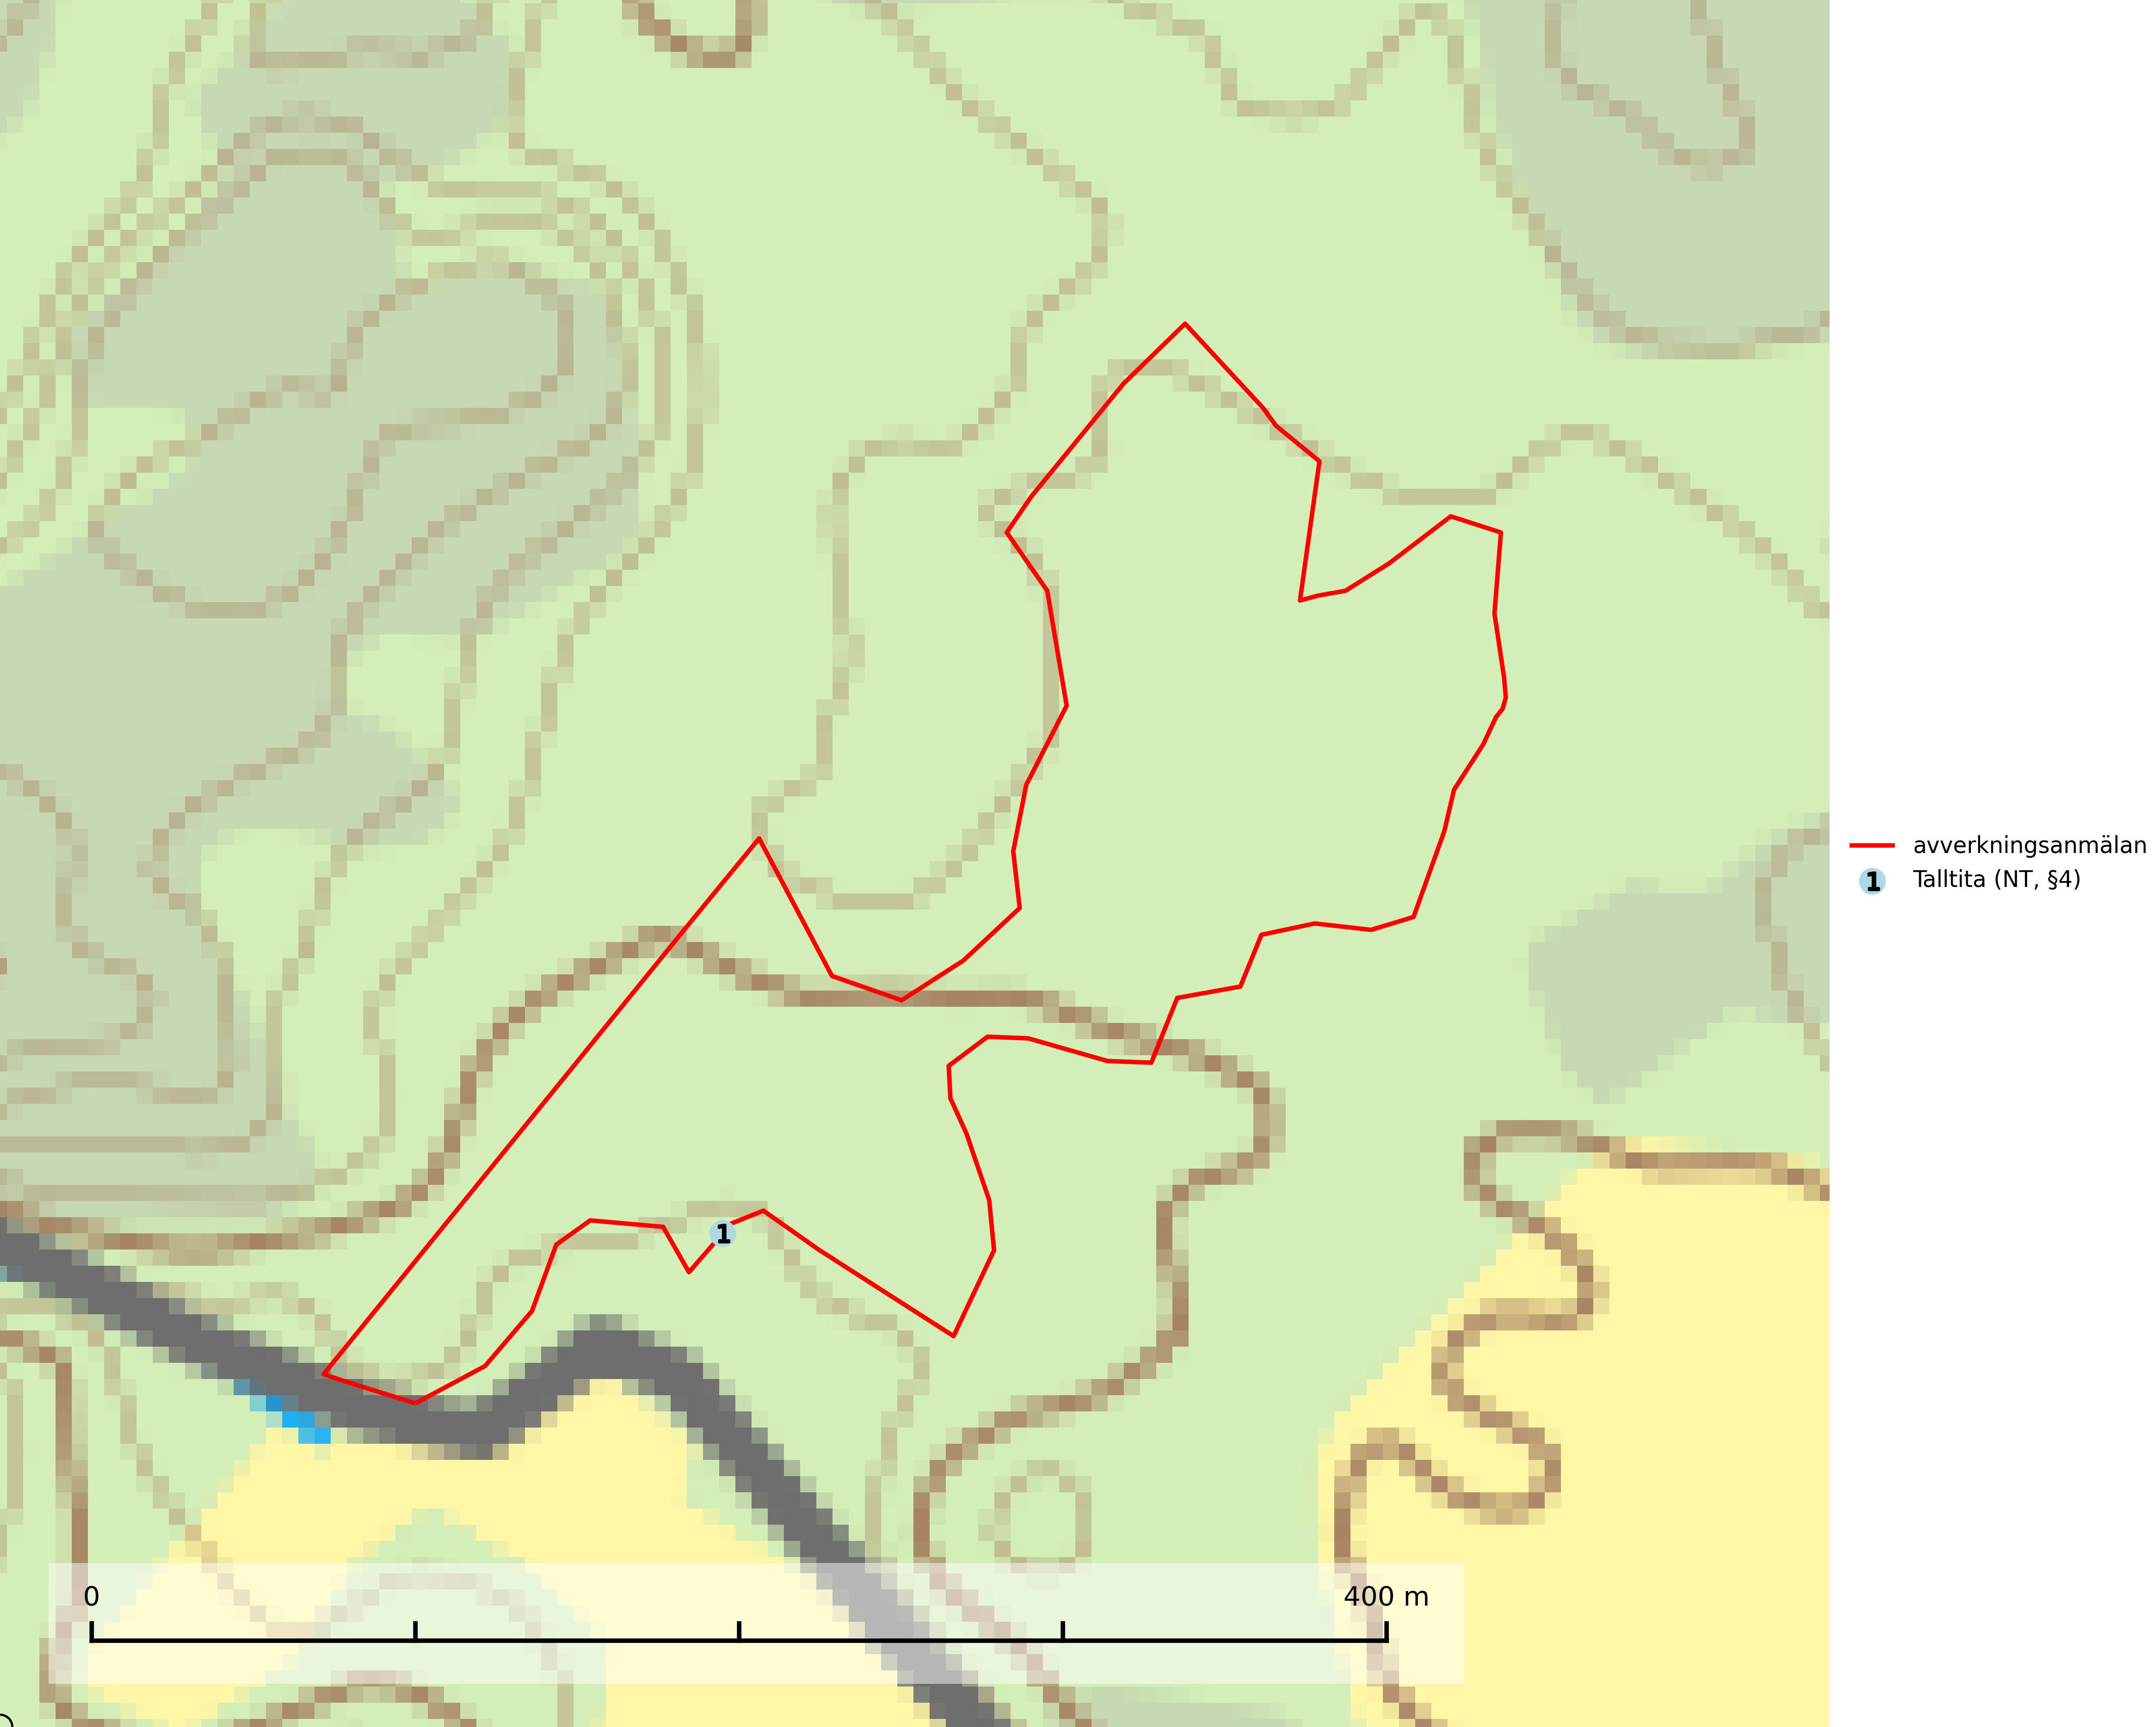 avverkningsanmälan
1 Talltita (NT, §4)
1
0 400 m